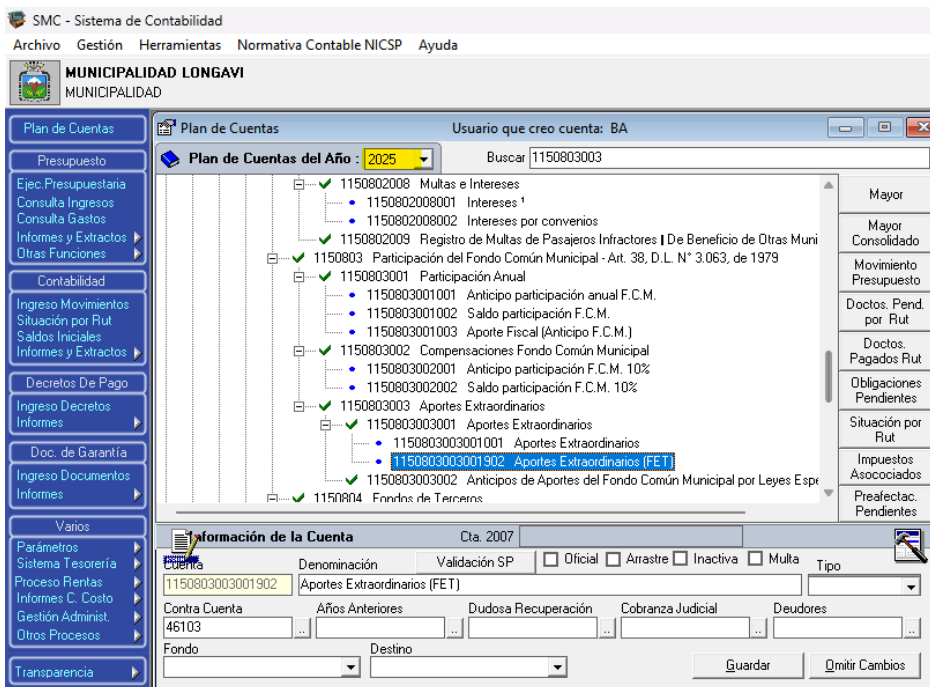 SMC - Sistema de Contabilidad
Archivo Gestión Herramientas Normativa Contable NICSP Ayuda
MUNICIPALIDAD LONGAVI
MUNICIPALIDAD
Plan de Cuentas
Presupuesto
Ejec.Presupuestaria
Consulta Ingresos
Consulta Gastos
Informes y Extractos
Otras Funciones
Contabilidad
Ingreso Movimientos
Situación por Rut
Saldos Iniciales
Informes y Extractos
Decretos De Pago
Ingreso Decretos
Informes
Doc. de Garantía
Ingreso Documentos
Informes
Varios
Parámetros
Sistema Tesorería
Proceso Rentas
Informes C. Costo
Gestión Administ.
Otros Procesos
Transparencia
Plan de Cuentas Usuario que creo cuenta: BA
Plan de Cuentas del Año : 2025 Buscar 1150803003
1150802008 Multas e Intereses
1150802008001 Intereses ¹
1150802008002 Intereses por convenios
1150802009 Registro de Multas de Pasajeros Infractores | De Beneficio de Otras Muni
1150803 Participación del Fondo Común Municipal - Art. 38, D.L. N° 3.063, de 1979
1150803001 Participación Anual
1150803001001 Anticipo participación anual F.C.M.
1150803001002 Saldo participación F.C.M.
1150803001003 Aporte Fiscal (Anticipo F.C.M.)
1150803002 Compensaciones Fondo Común Municipal
1150803002001 Anticipo participación F.C.M. 10%
1150803002002 Saldo participación F.C.M. 10%
1150803003 Aportes Extraordinarios
1150803003001 Aportes Extraordinarios
1150803003001001 Aportes Extraordinarios
1150803003001902 Aportes Extraordinarios (FET)
1150803003002 Anticipos de Aportes del Fondo Común Municipal por Leyes Espe
1150804 Fondos de Terceros
Mayor
Mayor
Consolidado
Movimiento
Presupuesto
Doctos. Pend.
por Rut
Doctos.
Pagados Rut
Obligaciones
Pendientes
Situación por
Rut
Impuestos
Asocociados
Preafectac.
Pendientes
Información de la Cuenta Cta. 2007
Cuenta Denominación Validación SP Oficial Arrastre Inactiva Multa Tipo
1150803003001902 Aportes Extraordinarios (FET)
Contra Cuenta Años Anteriores Dudosa Recuperación Cobranza Judicial Deudores
46103 .. .. .. .. ..
Fondo Destino
Guardar Omitir Cambios